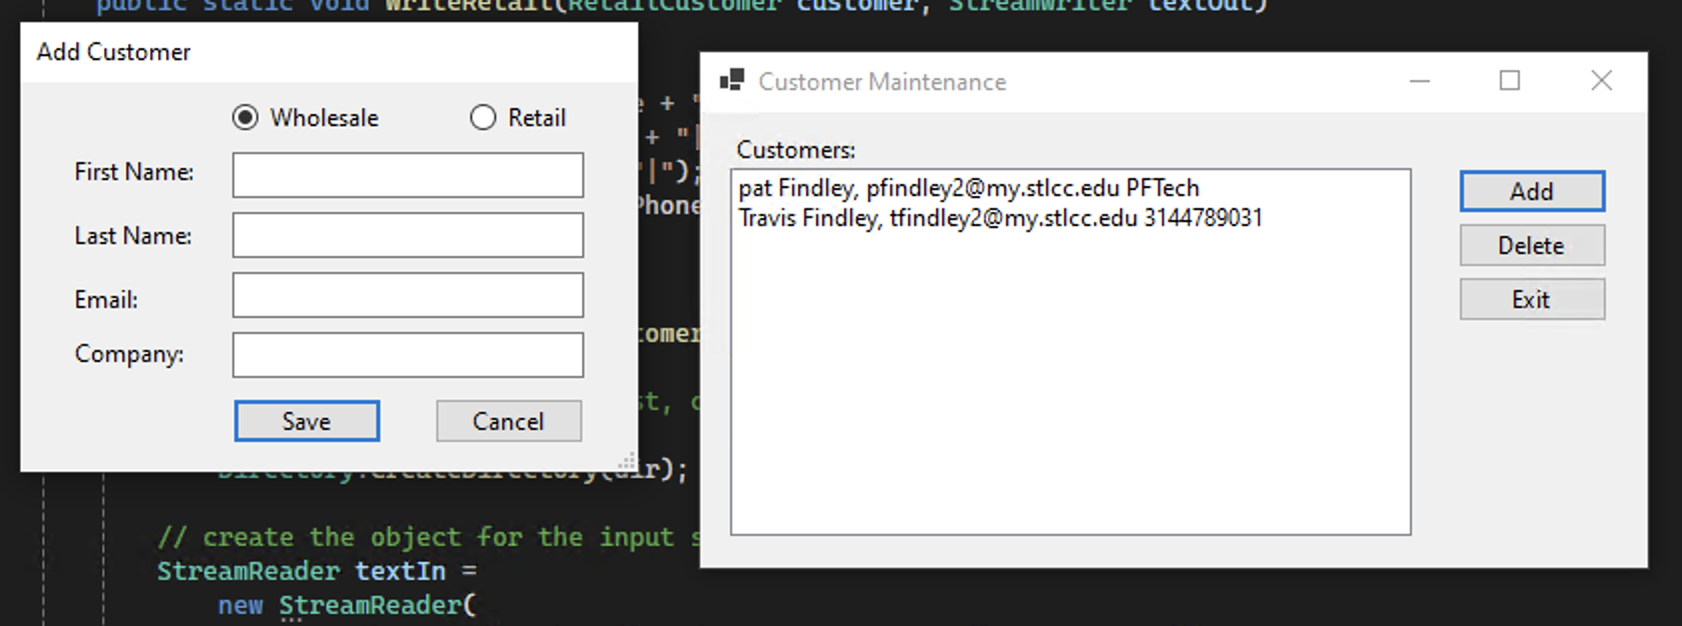 public static void WriteRetail(RetailCustomer customer, StreamWriter textOut)
Add Customer
Wholesale
Retail
First Name:
Last Name:
Email:
Company:
Save
Cancel
Customer Maintenance
Customers:
pat Findley, pfindley2@my.stlcc.edu PFTech
Travis Findley, tfindley2@my.stlcc.edu 3144789031
Add
Delete
Exit
e + "
+ "|
"|");
Phone
tomer
st, c
Directory.CreateDirectory(dir);
// create the object for the input s
StreamReader textIn =
new StreamReader(